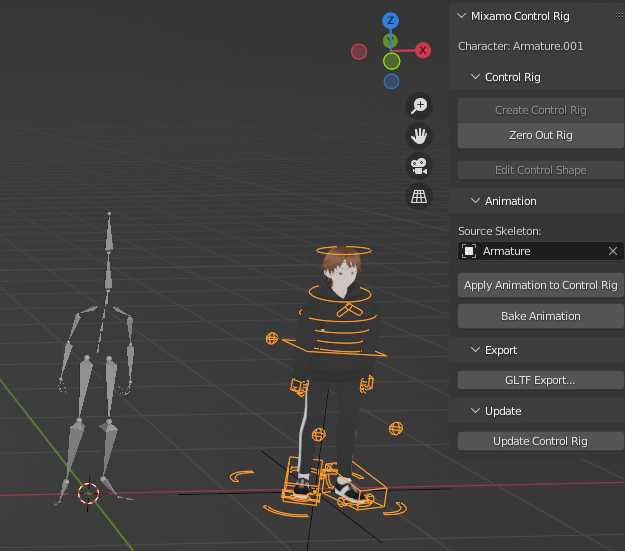 Mixamo Control Rig
Z
Y
X
Character: Armature.001
Control Rig
Create Control Rig
Zero Out Rig
Edit Control Shape
Animation
Source Skeleton:
Armature
Apply Animation to Control Rig
Bake Animation
Export
GLTF Export...
Update
Update Control Rig